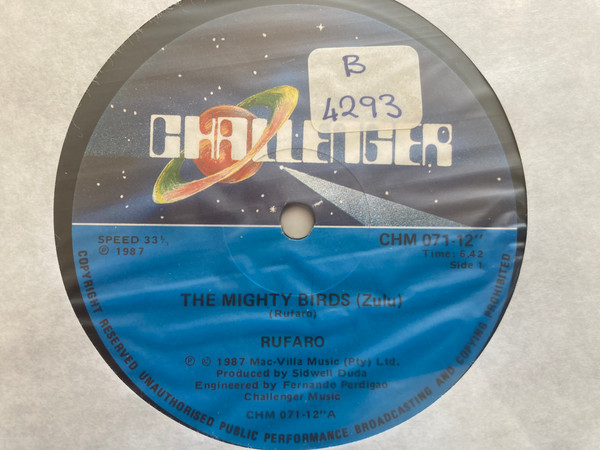 B
4293
CHALLENGER
SPEED 33⅓
℗ 1987
CHM 071-12"
Time: 6.42
Side 1
THE MIGHTY BIRDS (Zulu)
(Rufaro)
RUFARO
℗ © 1987 Mac-Villa Music (Pty) Ltd.
Produced by Sidwell Duda
Engineered by Fernando Perdigao
Challenger Music
CHM 071-12"A
COPYRIGHT RESERVED UNAUTHORISED PUBLIC PERFORMANCE BROADCASTING AND COPYING PROHIBITED